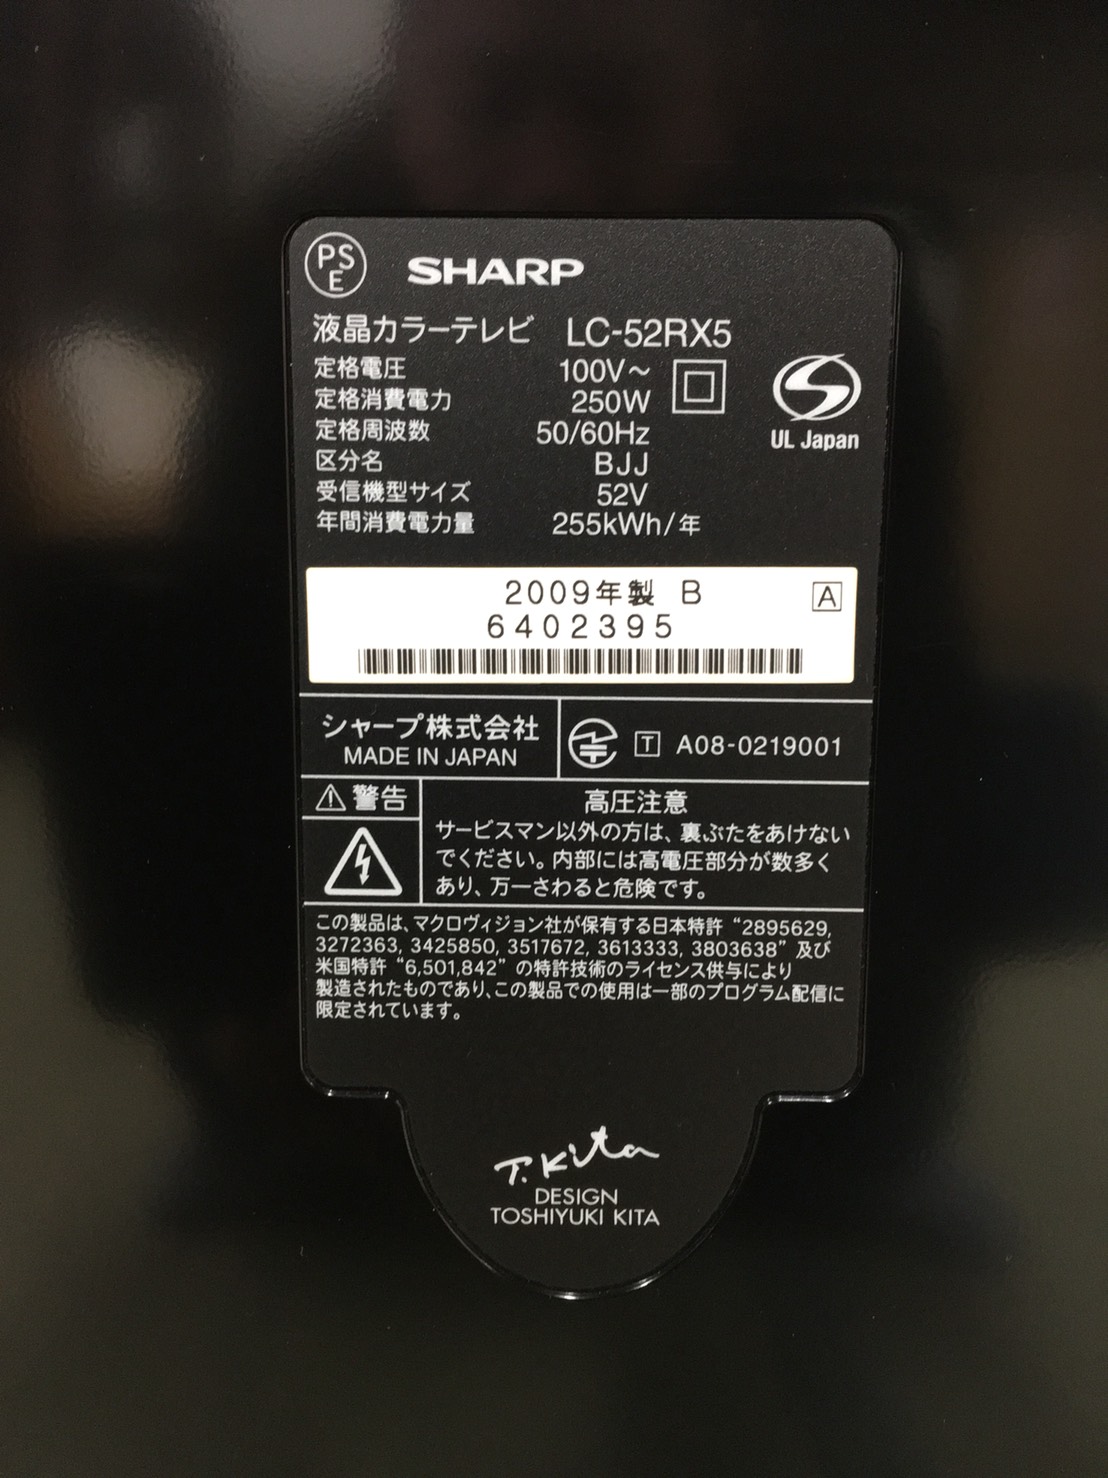 PS
E
SHARP
液晶カラーテレビ LC-52RX5
定格電圧 100V～
定格消費電力 250W
定格周波数 50/60Hz
区分名 BJJ
受信機型サイズ 52V
年間消費電力量 255kWh/年
UL Japan
2009年製 B A
6402395
シャープ株式会社
MADE IN JAPAN
T A08-0219001
⚠警告
高圧注意
サービスマン以外の方は、裏ぶたをあけない
でください。内部には高電圧部分が数多く
あり、万一さわると危険です。
この製品は、マクロヴィジョン社が保有する日本特許“2895629,
3272363, 3425850, 3517672, 3613333, 3803638”及び
米国特許“6,501,842”の特許技術のライセンス供与により
製造されたものであり、この製品での使用は一部のプログラム配信に
限定されています。
T.Kita
DESIGN
TOSHIYUKI KITA